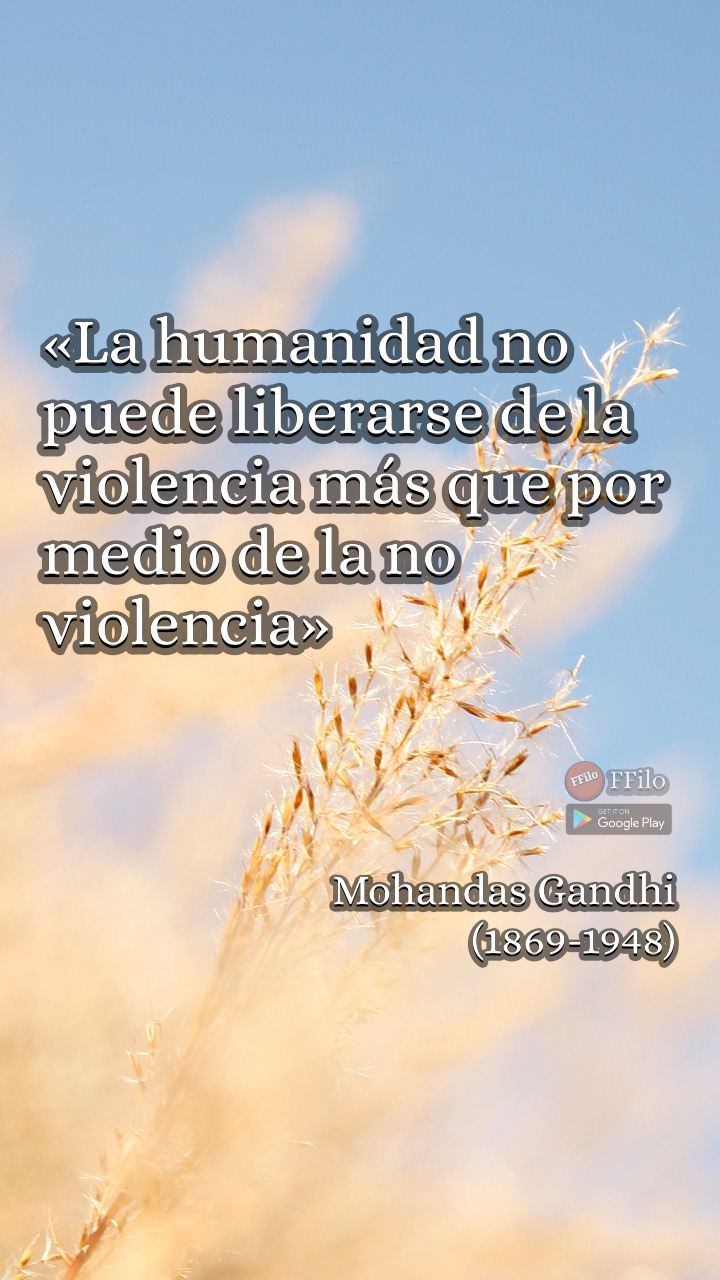 «La humanidad no
puede liberarse de la
violencia más que por
medio de la no
violencia»
FFilo FFilo
GET IT ON
Google Play
Mohandas Gandhi
(1869-1948)